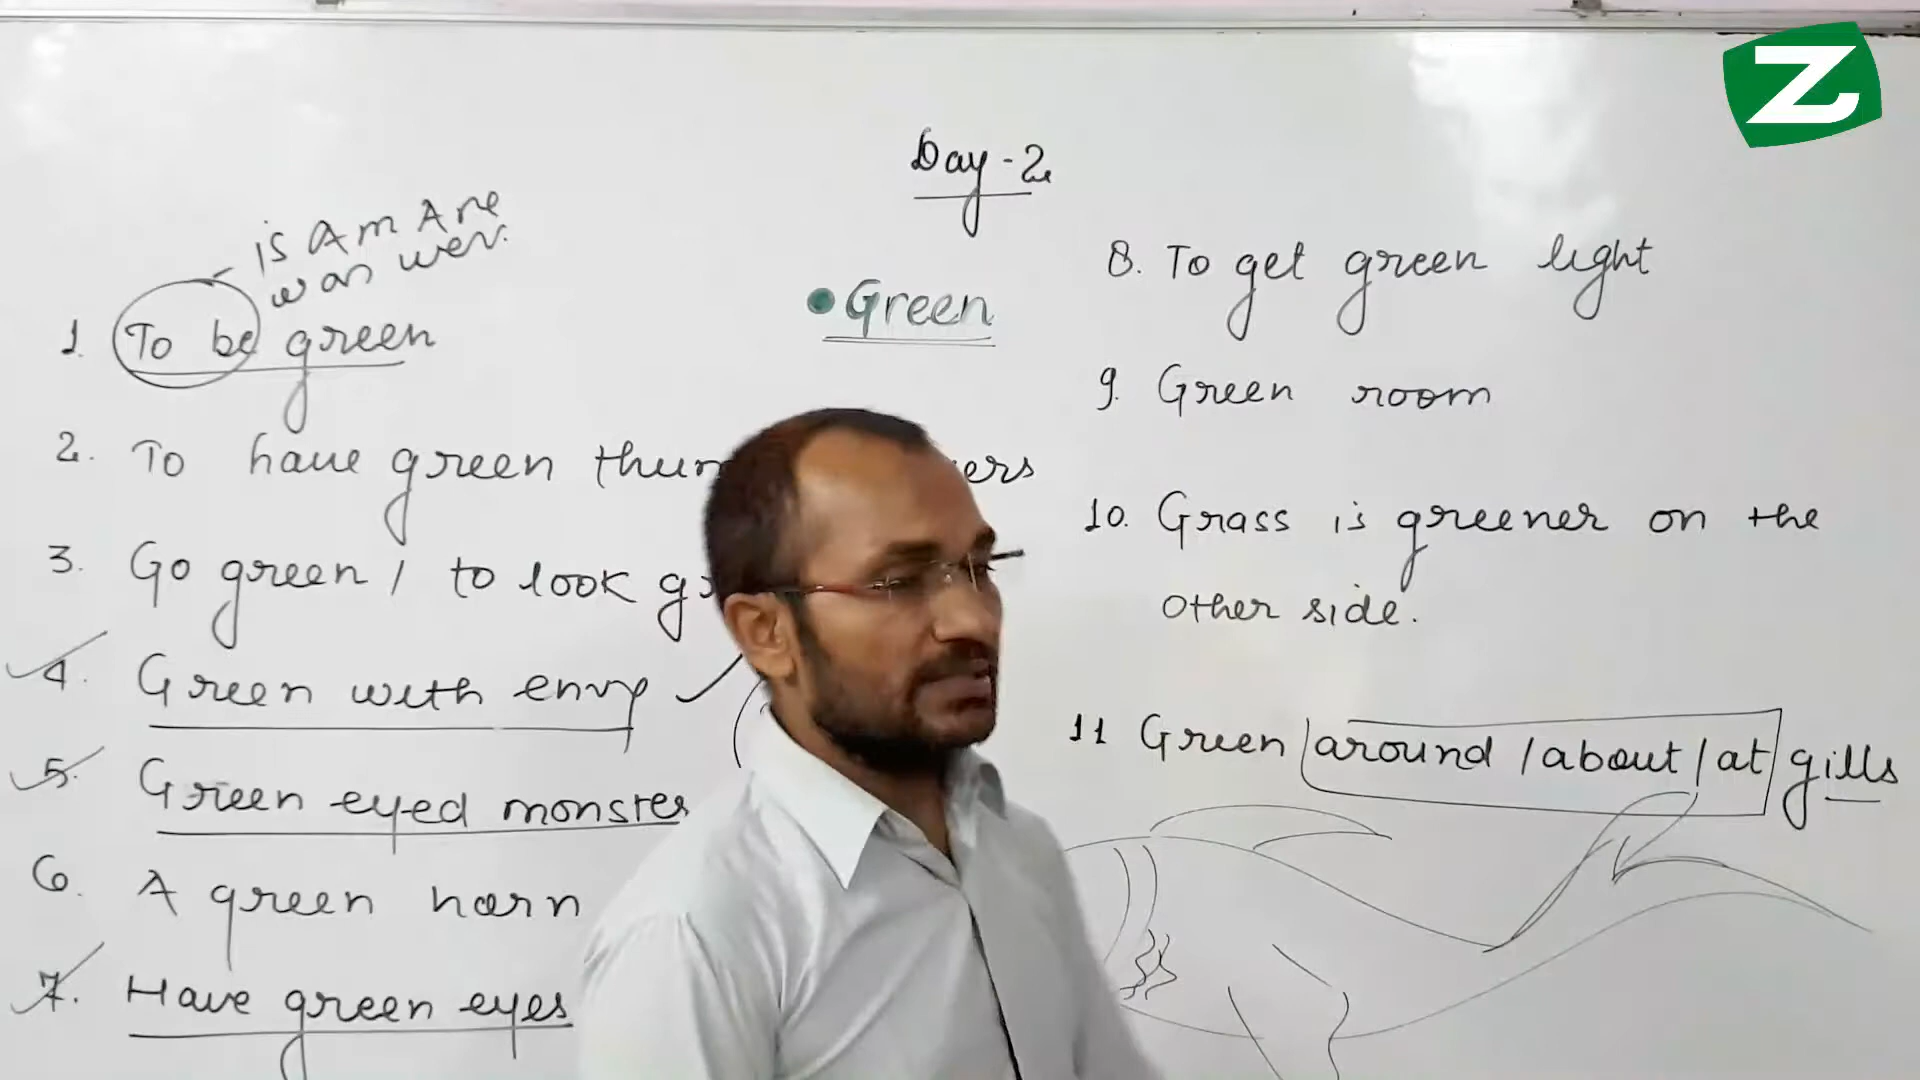 Day - 2
is Am Are
was wer.
• Green
1. To be green
2. To have green
3. Go green / to look
4. Green with envy
5. Green eyed monster
6. A green horn
7. Have green eyes
8. To get green light
9. Green room
10. Grass is greener on the
other side.
11 Green around / about / at gills
Z